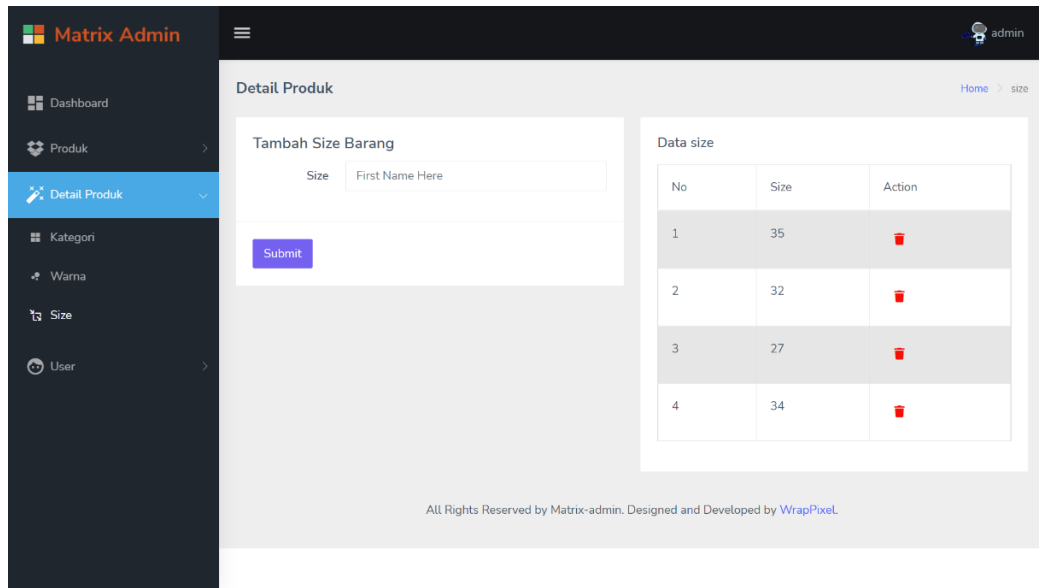 Matrix Admin
admin
Dashboard
Produk
Detail Produk
Kategori
Warna
Size
User
Detail Produk
Home > size
Tambah Size Barang
Size First Name Here
Submit
Data size
No Size Action
1 35
2 32
3 27
4 34
All Rights Reserved by Matrix-admin. Designed and Developed by WrapPixel.